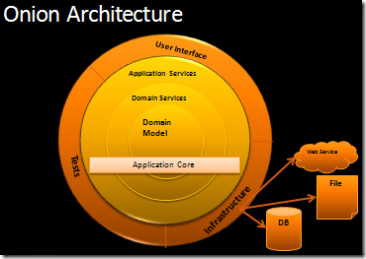 Onion Architecture
User Interface
Application Services
Domain Services
Domain
Model
Application Core
Tests
Infrastructure
Web Service
File
DB